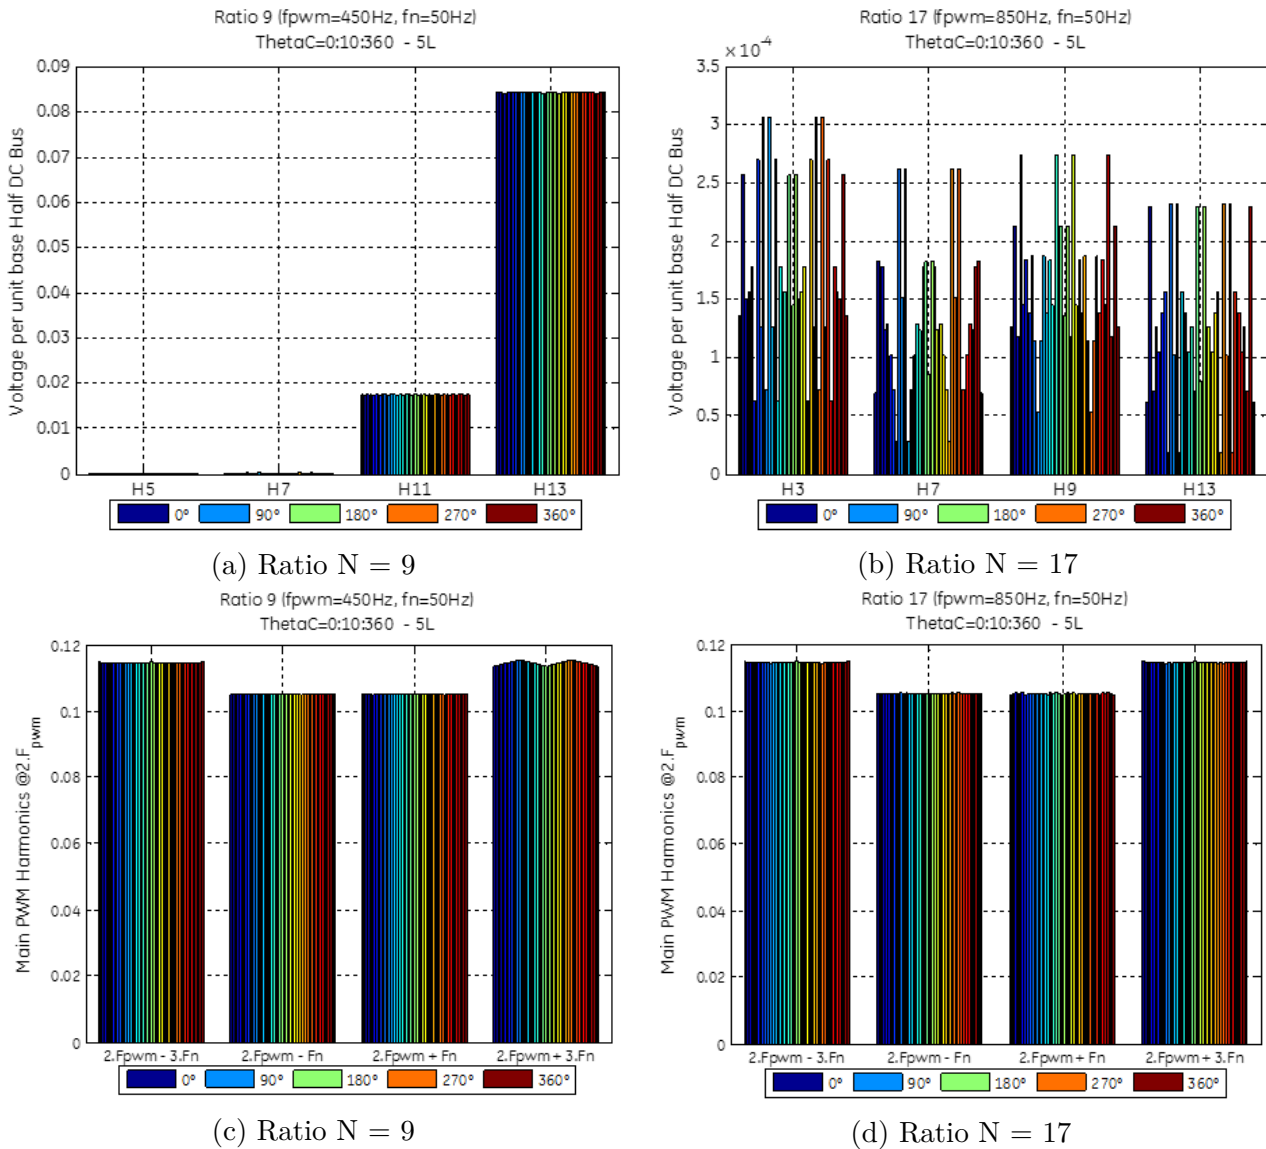 Ratio 9 (fpwm=450Hz, fn=50Hz)
ThetaC=0:10:360 - 5L
Voltage per unit base Half DC Bus
0.09
0.08
0.07
0.06
0.05
0.04
0.03
0.02
0.01
0
H5 H7 H11 H13
0° 90° 180° 270° 360°
(a) Ratio N = 9
Ratio 17 (fpwm=850Hz, fn=50Hz)
ThetaC=0:10:360 - 5L
×10⁻⁴
Voltage per unit base Half DC Bus
3.5
3
2.5
2
1.5
1
0.5
0
H3 H7 H9 H13
0° 90° 180° 270° 360°
(b) Ratio N = 17
Ratio 9 (fpwm=450Hz, fn=50Hz)
ThetaC=0:10:360 - 5L
Main PWM Harmonics @2.F_pwm
0.12
0.1
0.08
0.06
0.04
0.02
0
2.Fpwm - 3.Fn 2.Fpwm - Fn 2.Fpwm + Fn 2.Fpwm + 3.Fn
0° 90° 180° 270° 360°
(c) Ratio N = 9
Ratio 17 (fpwm=850Hz, fn=50Hz)
ThetaC=0:10:360 - 5L
Main PWM Harmonics @2.F_pwm
0.12
0.1
0.08
0.06
0.04
0.02
0
2.Fpwm - 3.Fn 2.Fpwm - Fn 2.Fpwm + Fn 2.Fpwm + 3.Fn
0° 90° 180° 270° 360°
(d) Ratio N = 17